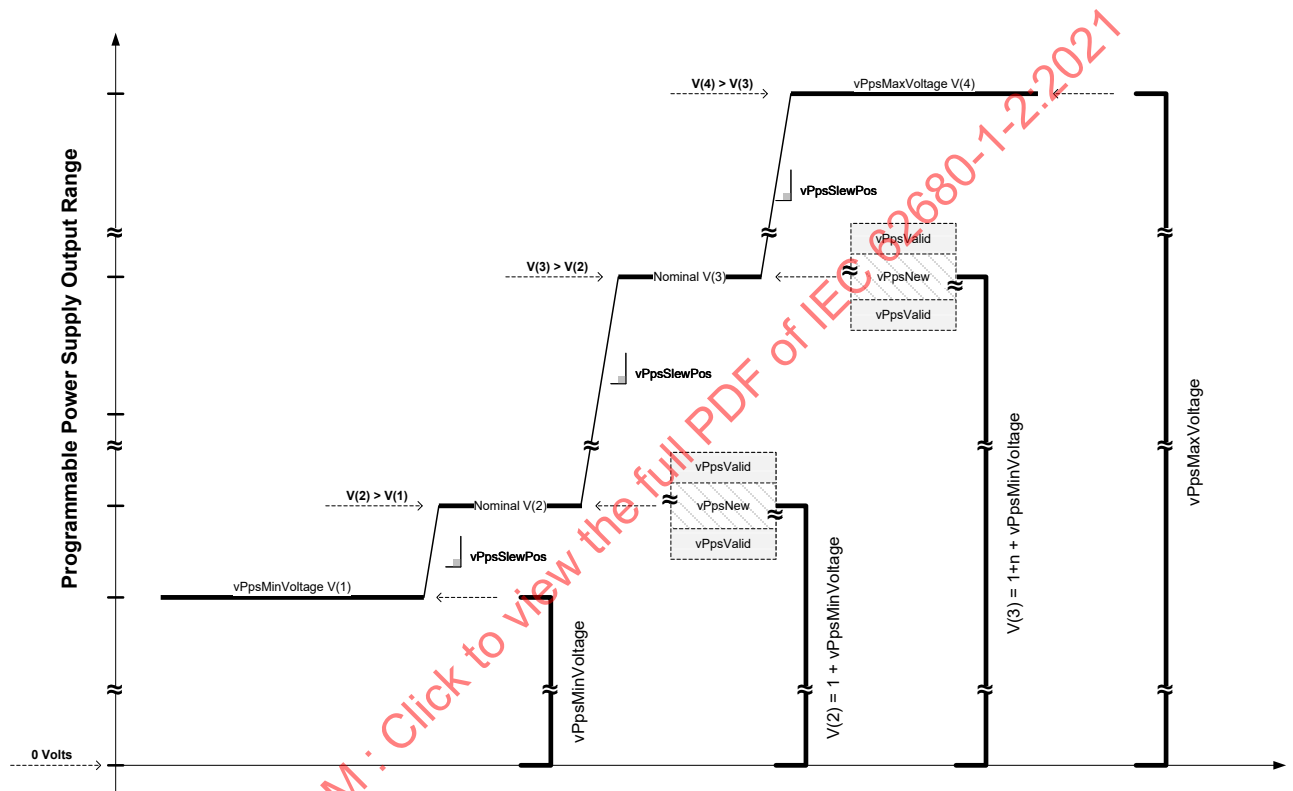 Programmable Power Supply Output Range
V(4) > V(3)
vPpsMaxVoltage V(4)
vPpsSlewPos
V(3) > V(2)
Nominal V(3)
vPpsValid
vPpsNew
vPpsValid
vPpsSlewPos
V(2) > V(1)
Nominal V(2)
vPpsValid
vPpsNew
vPpsValid
vPpsSlewPos
vPpsMinVoltage V(1)
vPpsMinVoltage
V(2) = 1 + vPpsMinVoltage
V(3) = 1+n + vPpsMinVoltage
vPpsMaxVoltage
0 Volts
M : Click to view the full PDF of IEC 62680-1-2:2021